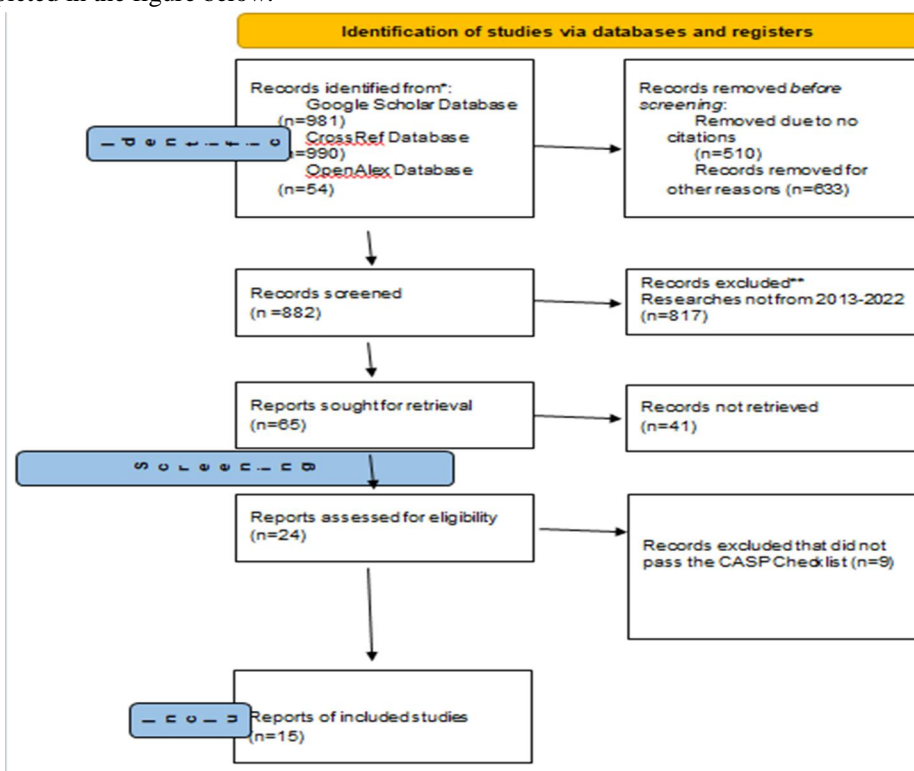 picted in the figure below.
Identification of studies via databases and registers
Records identified from*:
Google Scholar Database
(n=981)
CrossRef Database
n=990)
OpenAlex Database
(n=54)
Records removed before
screening:
Removed due to no
citations
(n=510)
Records removed for
other reasons (n=633)
Identific
Records screened
(n =882)
Records excluded**
Researches not from 2013-2022
(n=817)
Reports sought for retrieval
(n=65)
Records not retrieved
(n=41)
Screening
Reports assessed for eligibility
(n=24)
Records excluded that did not
pass the CASP Checklist (n=9)
Inclu
Reports of included studies
(n=15)